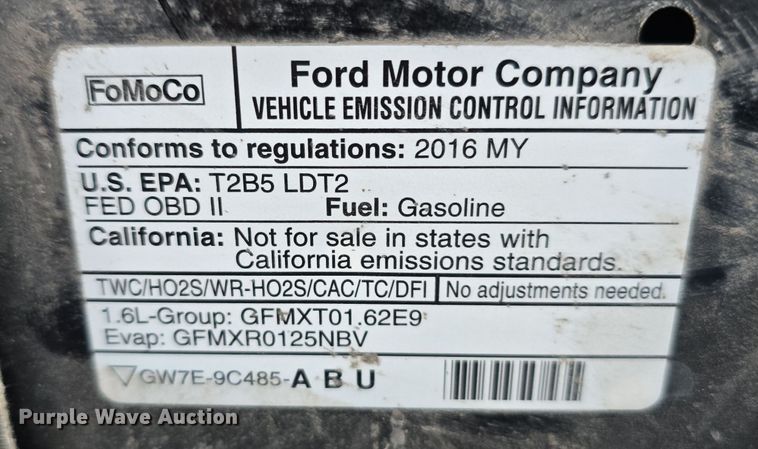 FoMoCo
Ford Motor Company
VEHICLE EMISSION CONTROL INFORMATION
Conforms to regulations: 2016 MY
U.S. EPA: T2B5 LDT2
FED OBD II Fuel: Gasoline
California: Not for sale in states with
California emissions standards.
TWC/HO2S/WR-HO2S/CAC/TC/DFI No adjustments needed.
1.6L-Group: GFMXT01.62E9
Evap: GFMXR0125NBV
▽GW7E-9C485-A B U
Purple Wave Auction